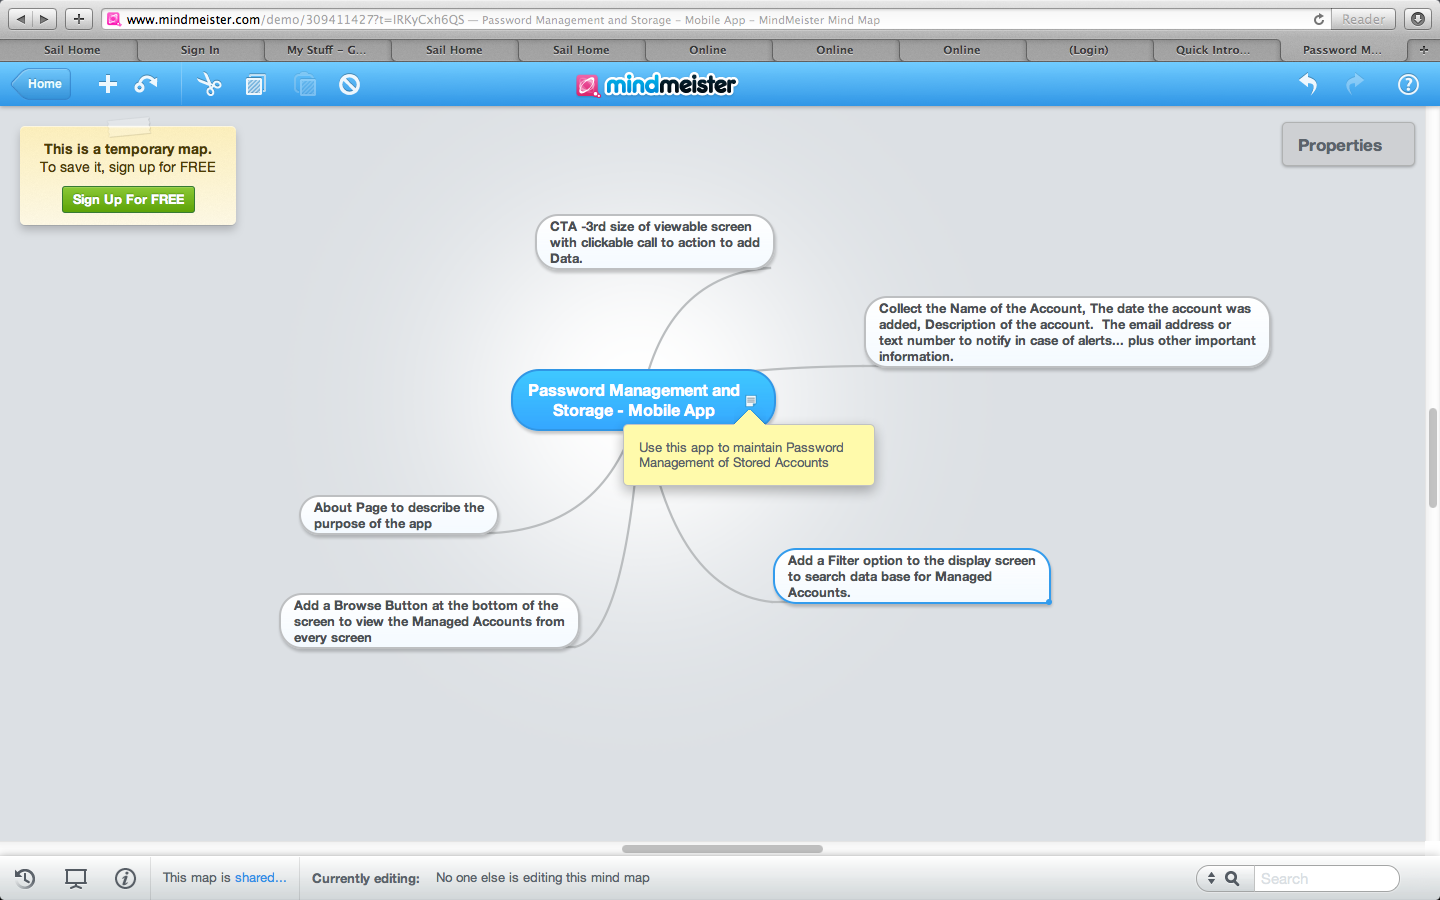 www.mindmeister.com/demo/309411427?t=IRKyCxh6QS — Password Management and Storage – Mobile App – MindMeister Mind Map
Reader
Sail Home
Sign In
My Stuff – G...
Sail Home
Sail Home
Online
Online
Online
(Login)
Quick Intro...
Password M...
Home
mindmeister
This is a temporary map.
To save it, sign up for FREE
Sign Up For FREE
Properties
CTA -3rd size of viewable screen
with clickable call to action to add
Data.
Collect the Name of the Account, The date the account was
added, Description of the account.  The email address or
text number to notify in case of alerts... plus other important
information.
Password Management and
Storage - Mobile App
Use this app to maintain Password
Management of Stored Accounts
About Page to describe the
purpose of the app
Add a Filter option to the display screen
to search data base for Managed
Accounts.
Add a Browse Button at the bottom of the
screen to view the Managed Accounts from
every screen
This map is shared...
Currently editing: No one else is editing this mind map
Search